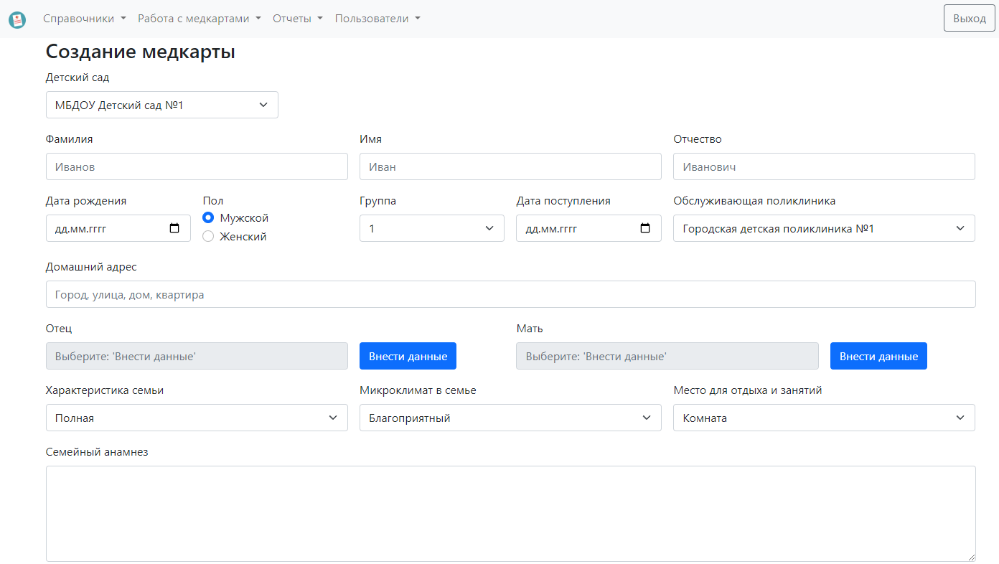 Справочники Работа с медкартами Отчеты Пользователи Выход
Создание медкарты
Детский сад
МБДОУ Детский сад №1
Фамилия Имя Отчество
Иванов Иван Иванович
Дата рождения Пол Группа Дата поступления Обслуживающая поликлиника
Мужской
дд.мм.гггг 1 дд.мм.гггг Городская детская поликлиника №1
Женский
Домашний адрес
Город, улица, дом, квартира
Отец Мать
Выберите: 'Внести данные' Внести данные Выберите: 'Внести данные' Внести данные
Характеристика семьи Микроклимат в семье Место для отдыха и занятий
Полная Благоприятный Комната
Семейный анамнез